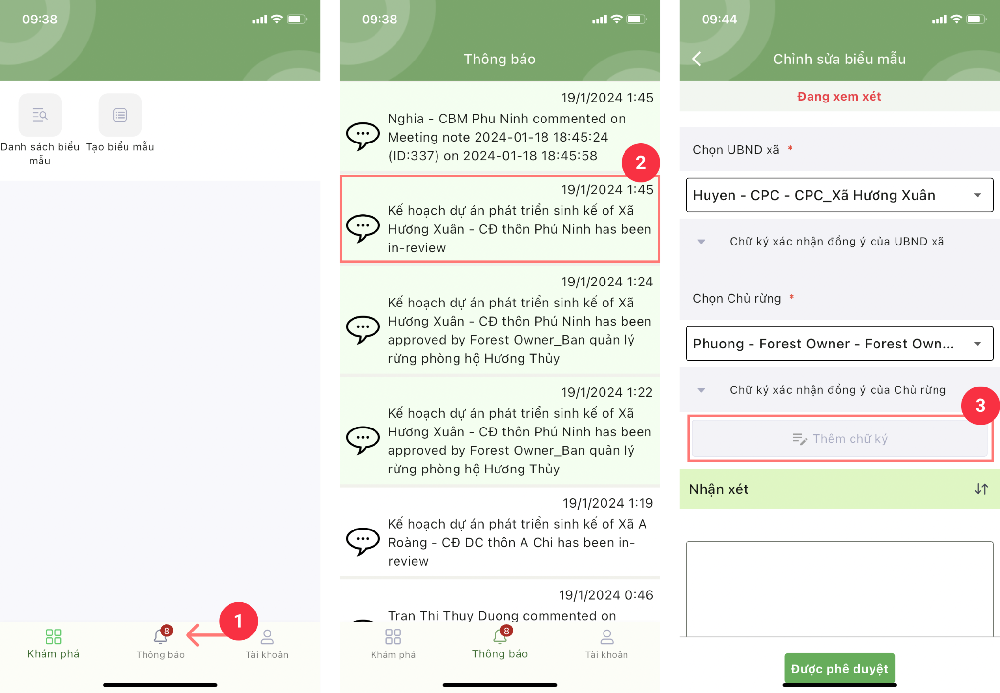 09:38
Danh sách biểu
mẫu
Tạo biểu mẫu
1
8
Khám phá
Thông báo
Tài khoản
09:38
Thông báo
19/1/2024 1:45
Nghia - CBM Phu Ninh commented on
Meeting note 2024-01-18 18:45:24
(ID:337) on 2024-01-18 18:45:58
2
19/1/2024 1:45
Kế hoạch dự án phát triển sinh kế of Xã
Hương Xuân - CĐ thôn Phú Ninh has been
in-review
19/1/2024 1:24
Kế hoạch dự án phát triển sinh kế of Xã
Hương Xuân - CĐ thôn Phú Ninh has been
approved by Forest Owner_Ban quản lý
rừng phòng hộ Hương Thủy
19/1/2024 1:22
Kế hoạch dự án phát triển sinh kế of Xã
Hương Xuân - CĐ thôn Phú Ninh has been
approved by Forest Owner_Ban quản lý
rừng phòng hộ Hương Thủy
19/1/2024 1:19
Kế hoạch dự án phát triển sinh kế of Xã A
Roàng - CĐ DC thôn A Chi has been in-
review
19/1/2024 0:46
Tran Thi Thuy Duong commented on
8
Khám phá
Thông báo
Tài khoản
09:44
Chỉnh sửa biểu mẫu
Đang xem xét
Chọn UBND xã *
Huyen - CPC - CPC_Xã Hương Xuân
Chữ ký xác nhận đồng ý của UBND xã
Chọn Chủ rừng *
Phuong - Forest Owner - Forest Own...
Chữ ký xác nhận đồng ý của Chủ rừng
3
Thêm chữ ký
Nhận xét
Được phê duyệt